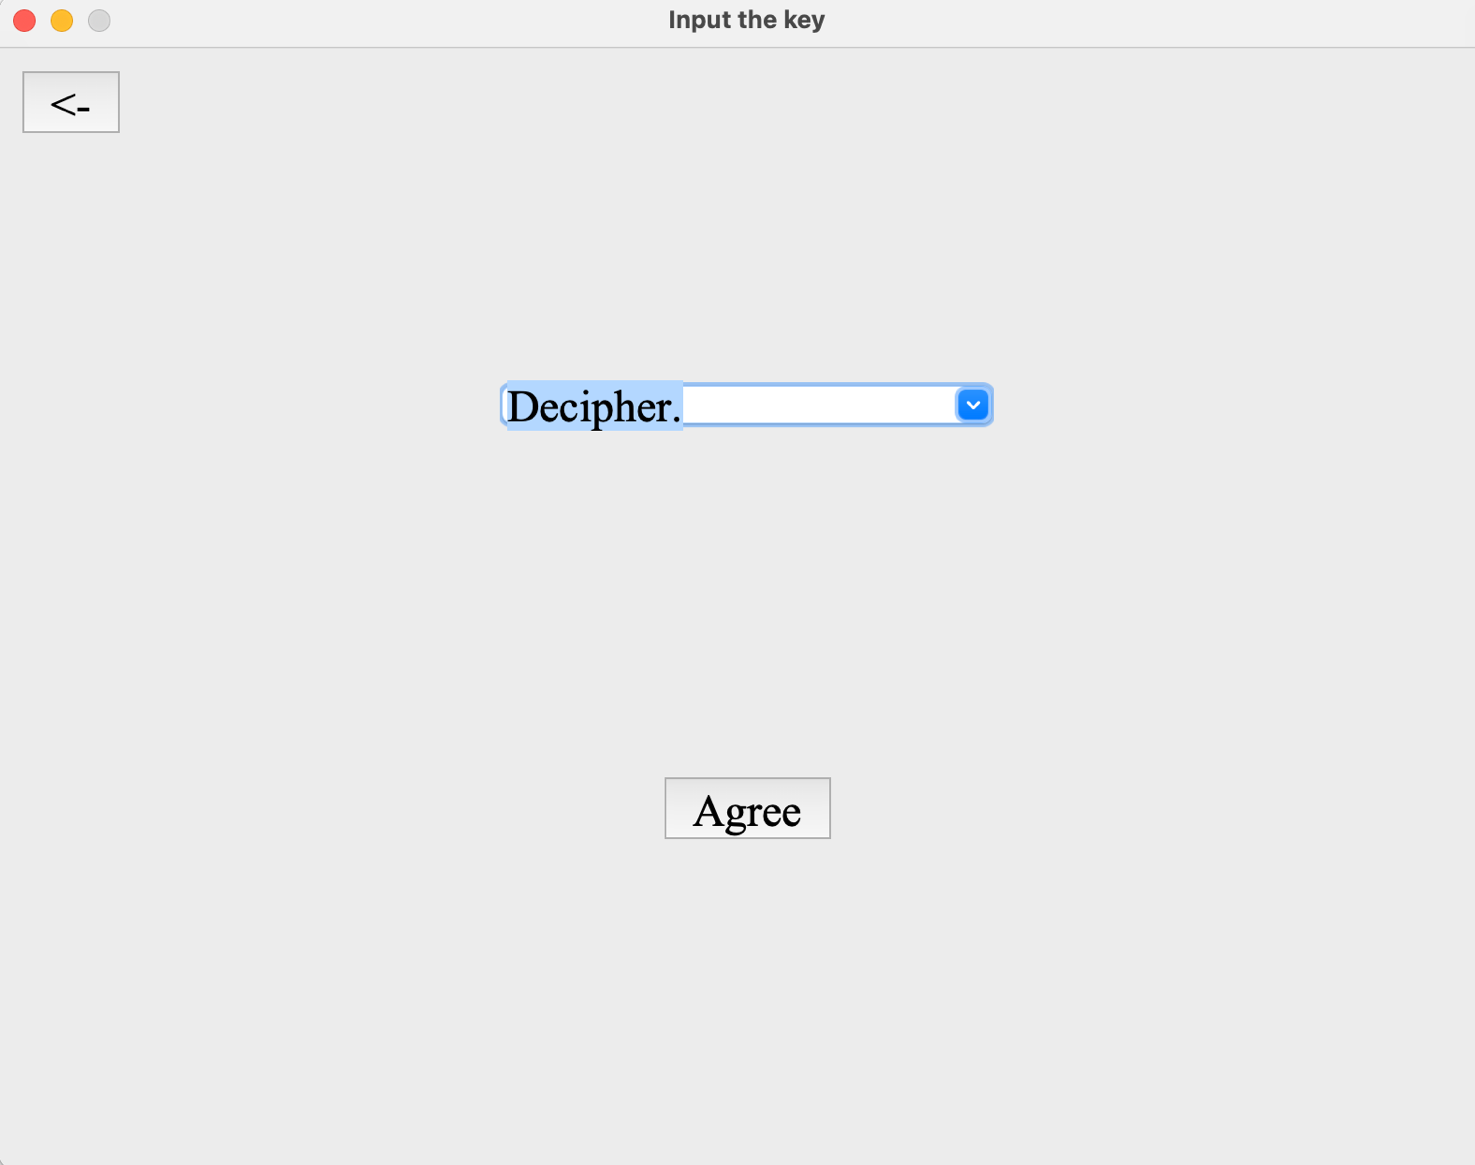 Input the key
<-
Decipher.
Agree